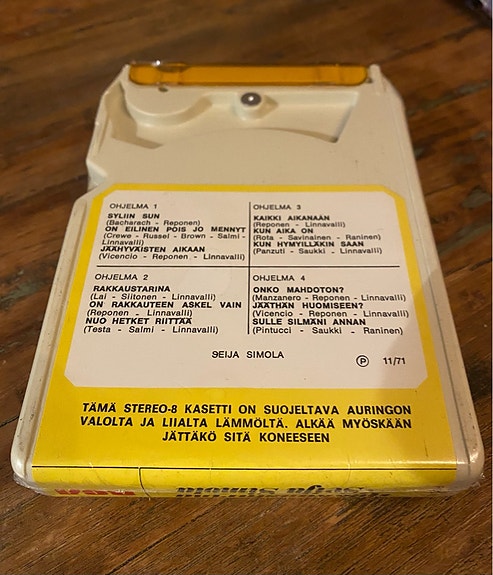 OHJELMA 1
SYLIIN SUN
(Bacharach - Reponen)
ON EILINEN POIS JO MENNYT
(Crewe - Russel - Brown - Salmi -
Linnavalli)
JÄÄHYVÄISTEN AIKAAN
(Vicencio - Reponen - Linnavalli)
OHJELMA 3
KAIKKI AIKANAAN
(Reponen - Linnavalli)
KUN AIKA ON
(Rota - Savinainen - Raninen)
KUN HYMYILLÄKIN SAAN
(Panzuti - Saukki - Linnavalli)
OHJELMA 2
RAKKAUSTARINA
(Lai - Siitonen - Linnavalli)
ON RAKKAUTEEN ASKEL VAIN
(Reponen - Linnavalli)
NUO HETKET RIITTÄÄ
(Testa - Salmi - Linnavalli)
OHJELMA 4
ONKO MAHDOTON?
(Manzanero - Reponen - Linnavalli)
JÄÄTHÄN HUOMISEEN?
(Vicencio - Reponen - Linnavalli)
SULLE SILMÄNI ANNAN
(Pintucci - Saukki - Raninen)
SEIJA SIMOLA
Ⓟ 11/71
TÄMÄ STEREO-8 KASETTI ON SUOJELTAVA AURINGON
VALOLTA JA LIIALTA LÄMMÖLTÄ. ALKÄÄ MYÖSKÄÄN
JÄTTÄKÖ SITÄ KONEESEEN